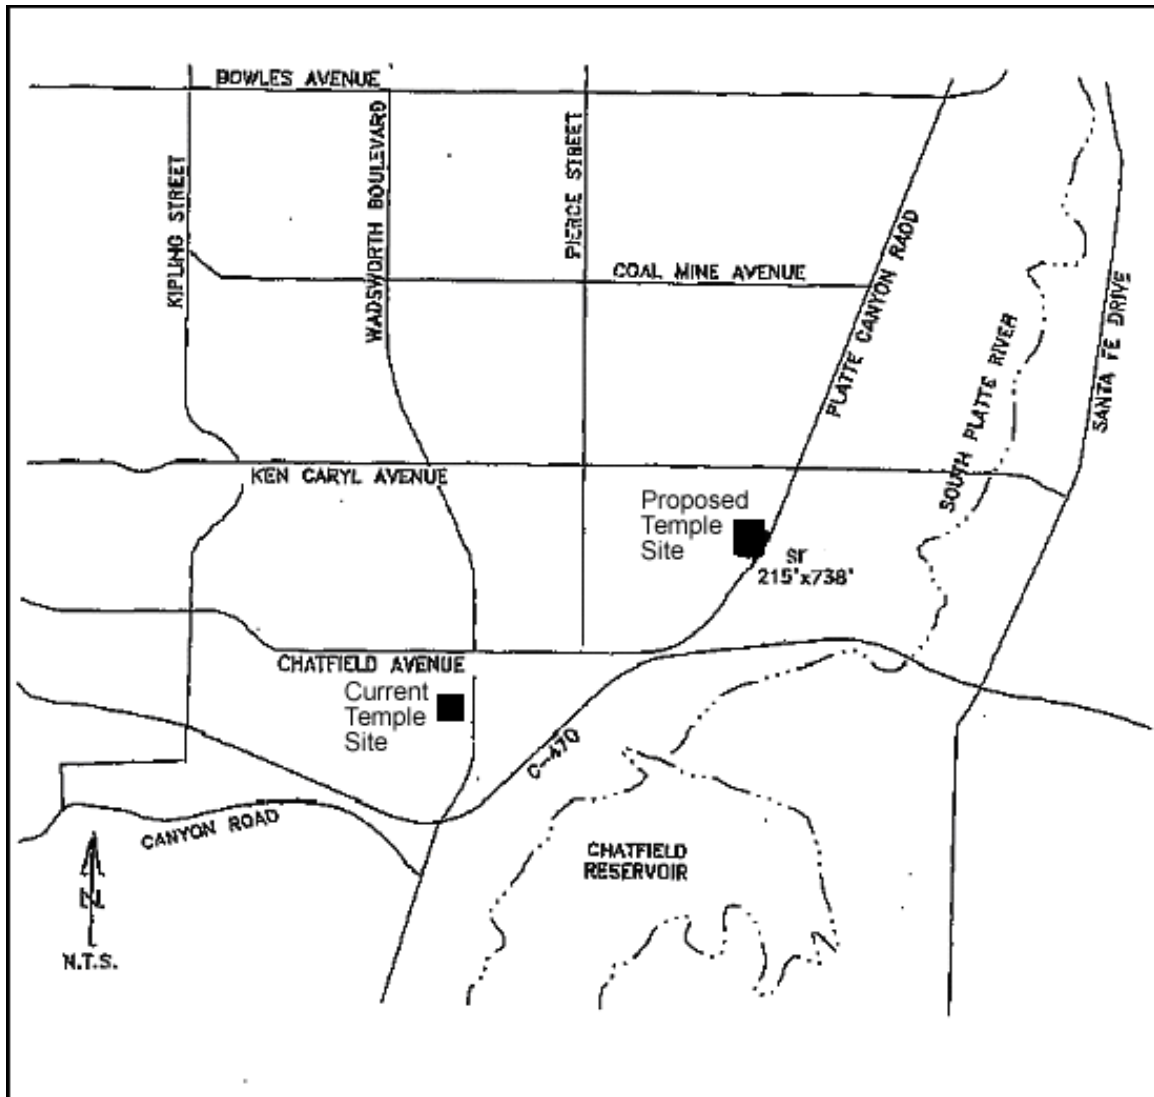 BOWLES AVENUE
KIPLING STREET
WADSWORTH BOULEVARD
PIERCE STREET
COAL MINE AVENUE
PLATTE CANYON RAOD
SOUTH PLATTE RIVER
SANTA FE DRIVE
KEN CARYL AVENUE
Proposed
Temple
Site
SF
215'x738'
CHATFIELD AVENUE
Current
Temple
Site
C-470
CANYON ROAD
CHATFIELD
RESERVOIR
N
N.T.S.